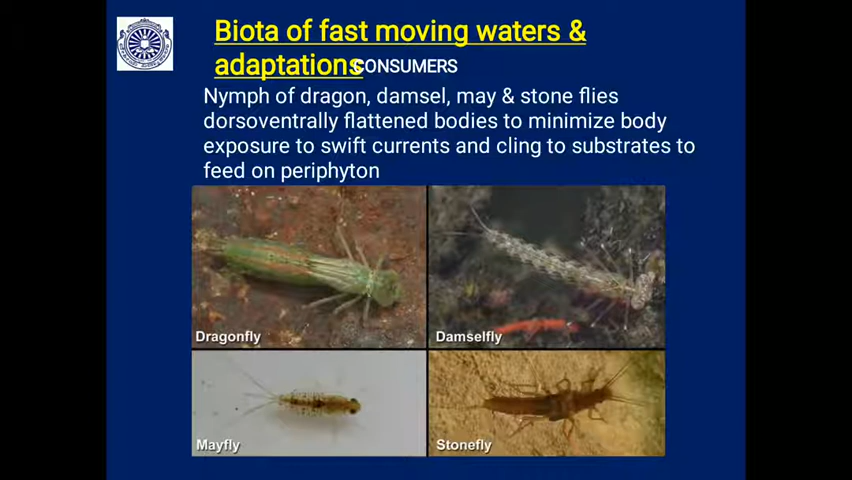 Biota of fast moving waters &
adaptations
CONSUMERS
Nymph of dragon, damsel, may & stone flies
dorsoventrally flattened bodies to minimize body
exposure to swift currents and cling to substrates to
feed on periphyton
Dragonfly
Damselfly
Mayfly
Stonefly